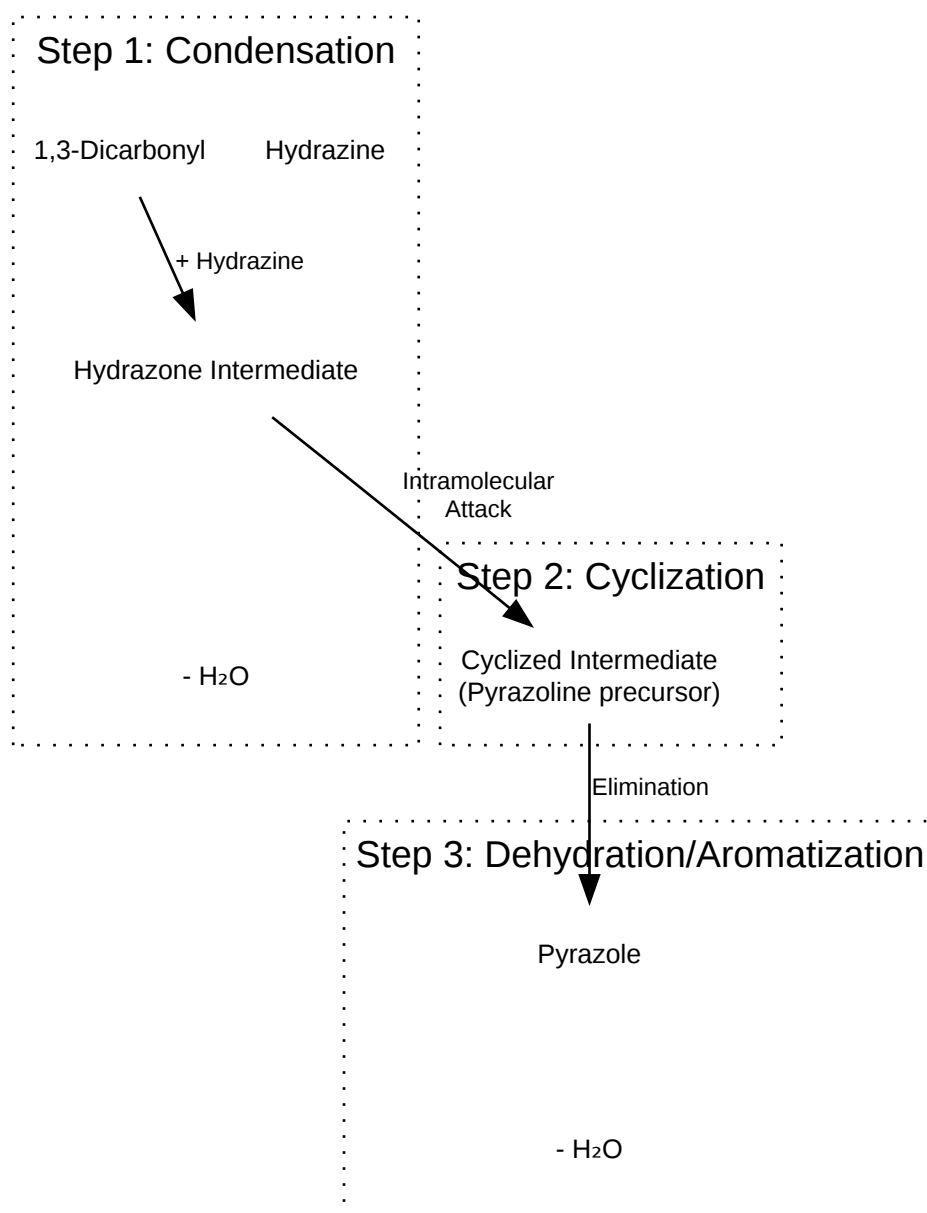 Step 1: Condensation
1,3-Dicarbonyl
Hydrazine
+ Hydrazine
Hydrazone Intermediate
Intramolecular
Attack
- H₂O
Step 2: Cyclization
Cyclized Intermediate
(Pyrazoline precursor)
Elimination
Step 3: Dehydration/Aromatization
Pyrazole
- H₂O